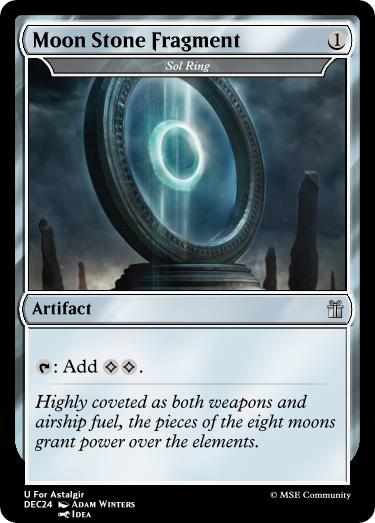 Moon Stone Fragment 1
Sol Ring
Artifact
: Add .
Highly coveted as both weapons and
airship fuel, the pieces of the eight moons
grant power over the elements.
U For Astalgir
DEC24 Adam Winters © MSE Community
Idea